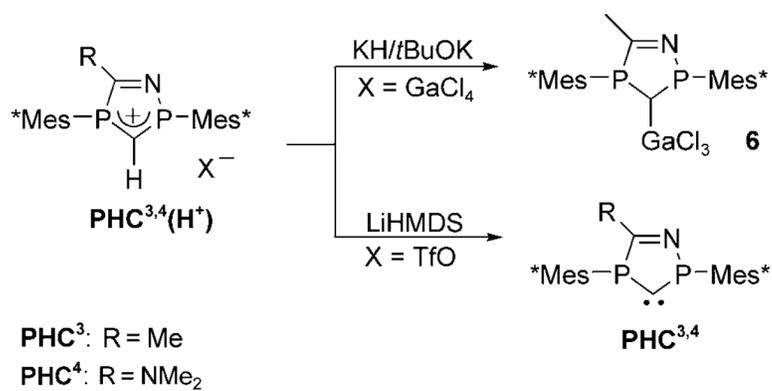 R
N
*Mes
P
+
P
Mes*
H
X⁻
PHC³,⁴(H⁺)
KH/tBuOK
X = GaCl₄
N
*Mes
P
P
Mes*
GaCl₃
6
LiHMDS
X = TfO
R
N
*Mes
P
P
Mes*
PHC³,⁴
PHC³: R = Me
PHC⁴: R = NMe₂